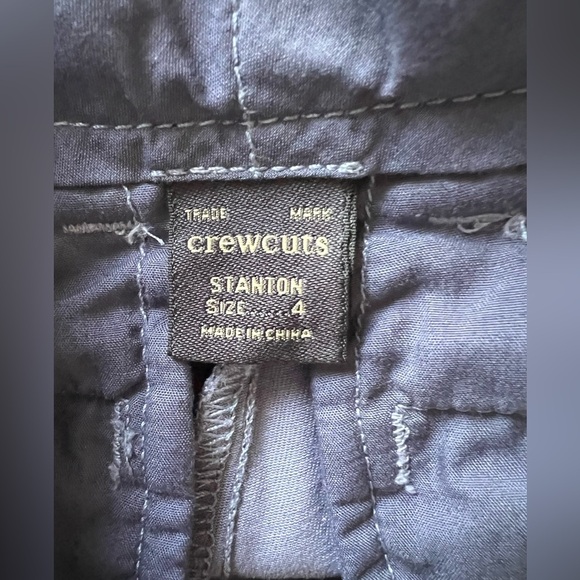 TRADE MARK
crewcuts
STANTON
SIZE.....4
MADE IN CHINA